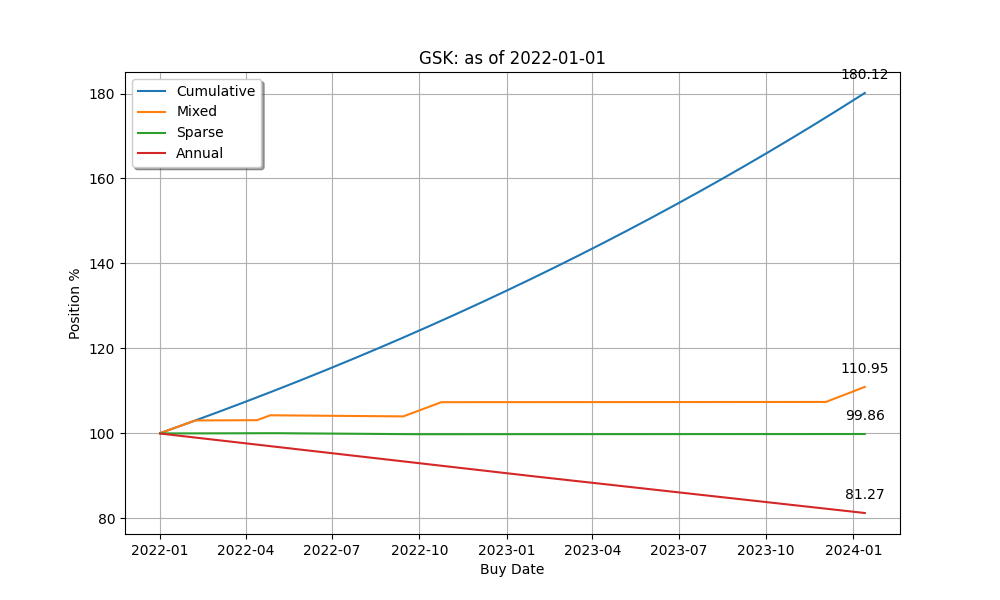 GSK: as of 2022-01-01
Cumulative
Mixed
Sparse
Annual
180.12
110.95
99.86
81.27
180
160
140
120
100
80
Position %
2022-01 2022-04 2022-07 2022-10 2023-01 2023-04 2023-07 2023-10 2024-01
Buy Date